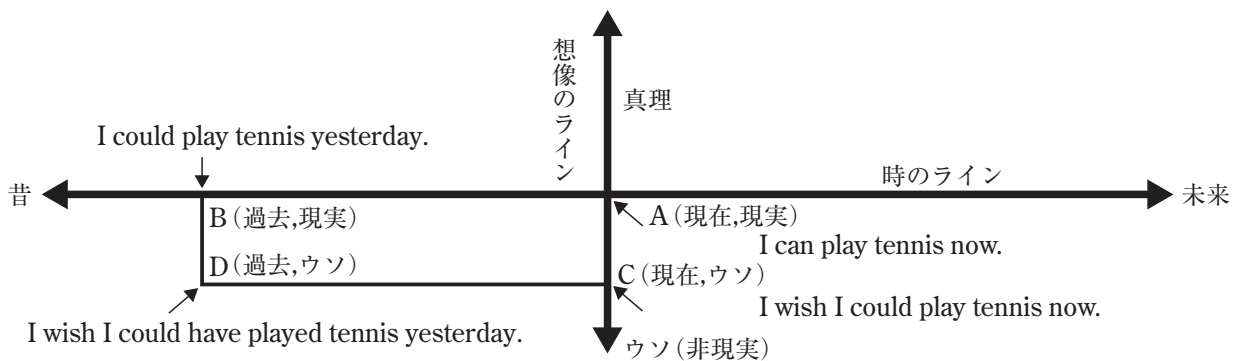 想像のライン
真理
I could play tennis yesterday.
時のライン
昔
未来
B (過去,現実)
A (現在,現実)
I can play tennis now.
D (過去,ウソ)
C (現在,ウソ)
I wish I could play tennis now.
I wish I could have played tennis yesterday.
ウソ (非現実)